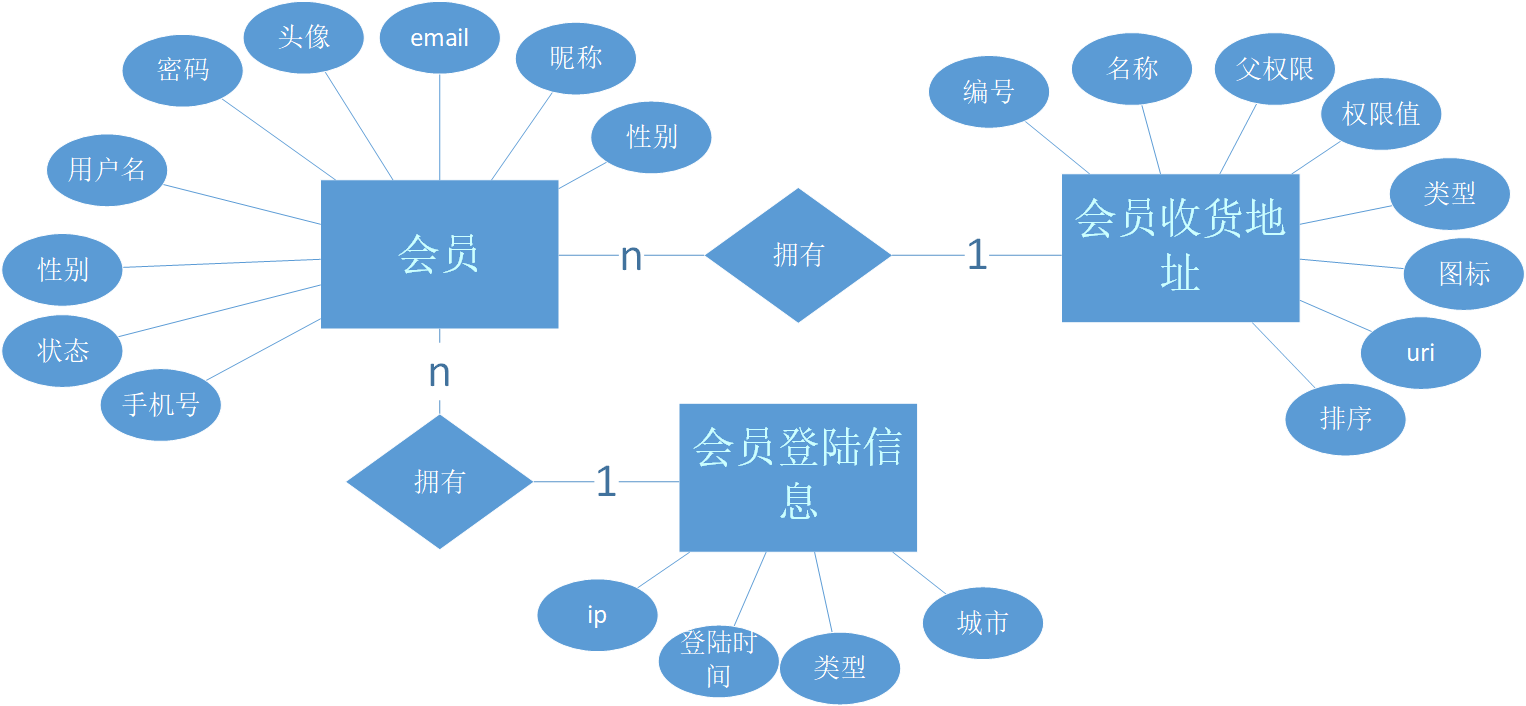 头像
email
昵称
密码
性别
用户名
性别
状态
手机号
会员
n
拥有
1
编号
名称
父权限
权限值
类型
图标
uri
排序
会员收货地
址
n
拥有
1
会员登陆信
息
ip
登陆时
间
类型
城市